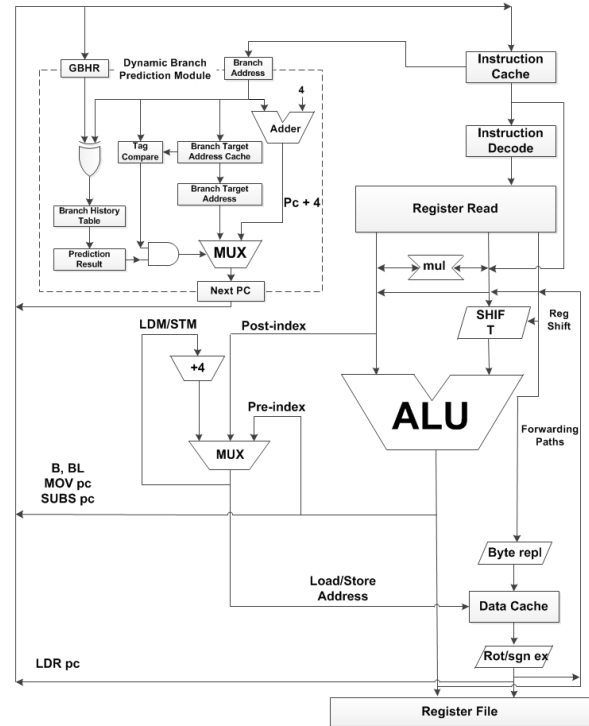 GBHR
Dynamic Branch
Prediction Module
Branch
Address
Instruction
Cache
4
Adder
Tag
Compare
Branch Target
Address Cache
Instruction
Decode
Branch Target
Address
Pc + 4
Register Read
Branch History
Table
Prediction
Result
MUX
mul
Next PC
SHIF
T
Reg
Shift
LDM/STM
Post-index
+4
Pre-index
ALU
Forwarding
Paths
MUX
B, BL
MOV pc
SUBS pc
Byte repl
Load/Store
Address
Data Cache
Rot/sgn ex
LDR pc
Register File